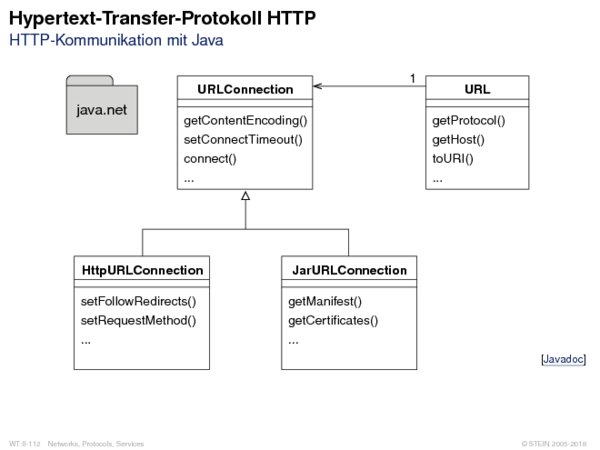 Hypertext-Transfer-Protokoll HTTP
HTTP-Kommunikation mit Java
java.net
URLConnection
getContentEncoding()
setConnectTimeout()
connect()
...
1
URL
getProtocol()
getHost()
toURI()
...
HttpURLConnection
setFollowRedirects()
setRequestMethod()
...
JarURLConnection
getManifest()
getCertificates()
...
[Javadoc]
WT:II-112 Networks, Protocols, Services
© STEIN 2005-2018